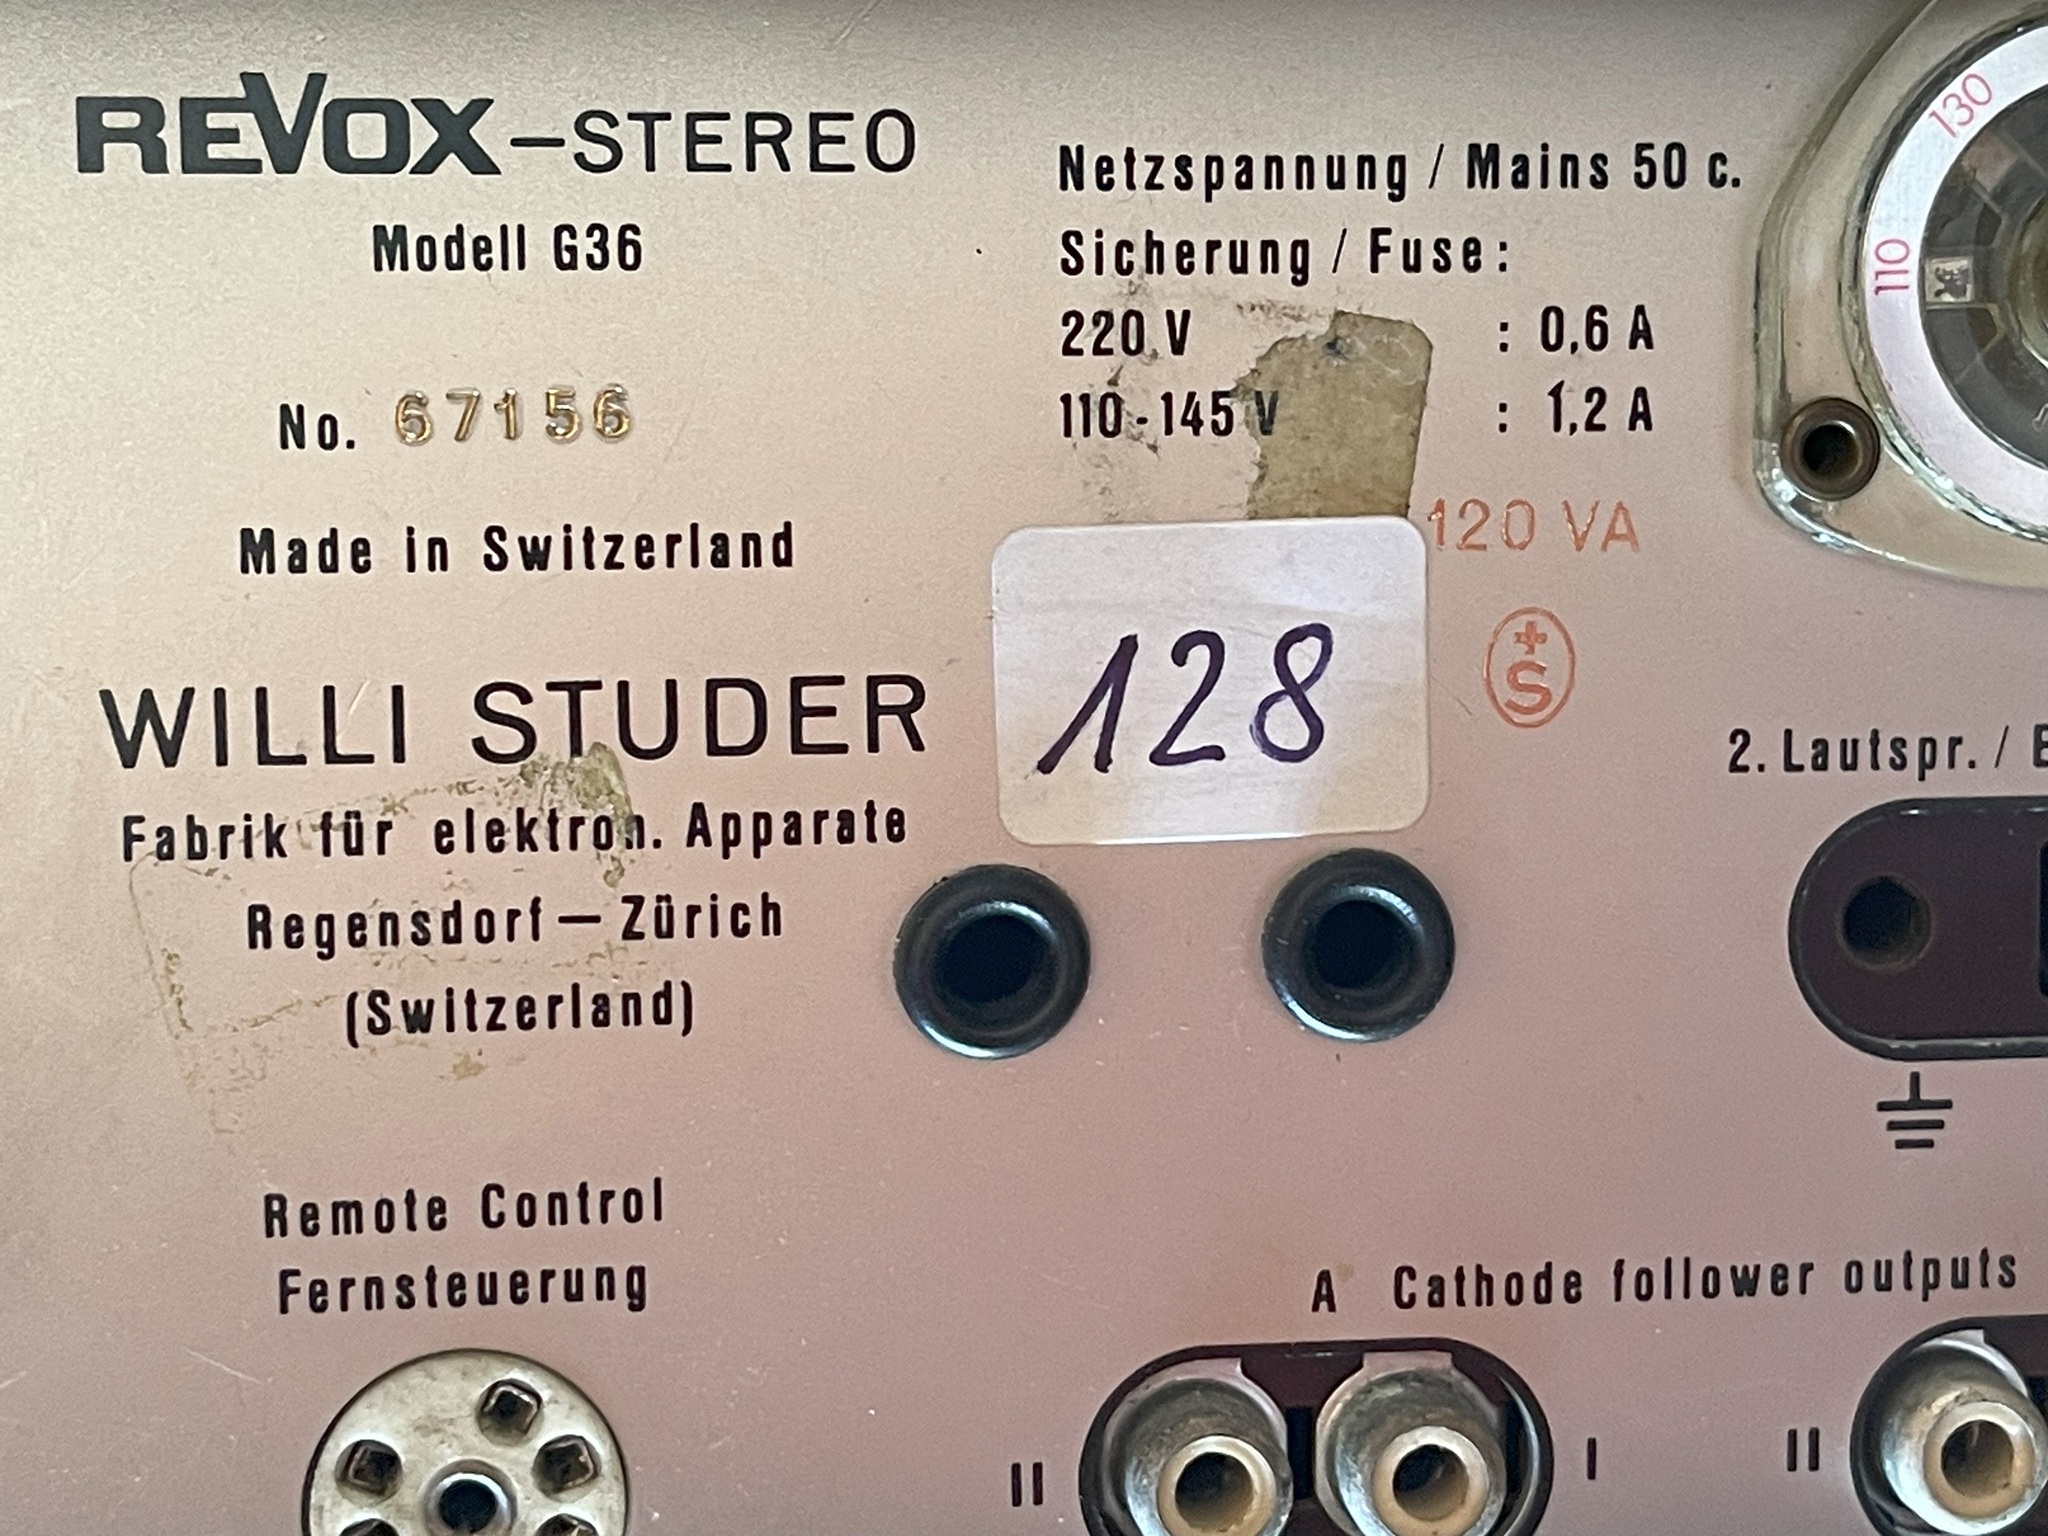 REVOX-STEREO
Modell G36
No. 67156
Made in Switzerland
WILLI STUDER
Fabrik für elektron. Apparate
Regensdorf — Zürich
(Switzerland)
Remote Control
Fernsteuerung
Netzspannung / Mains 50 c.
Sicherung / Fuse:
220 V : 0,6 A
110-145 V : 1,2 A
120 VA
128
+
S
130
110
2. Lautspr. /
A Cathode follower outputs
II
I
II